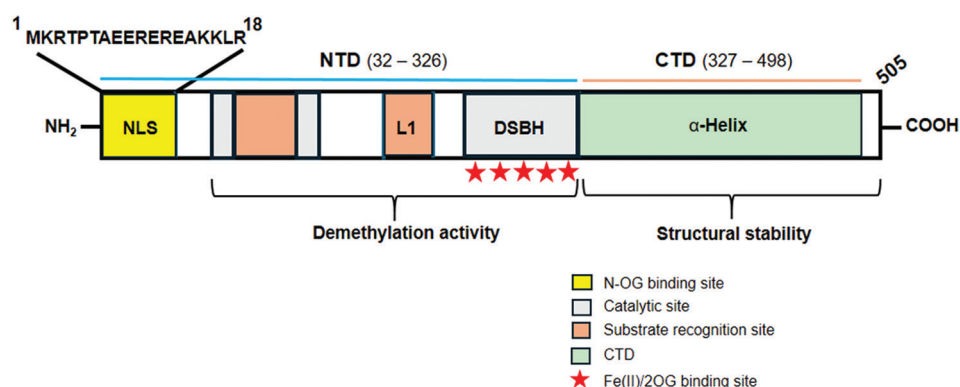 1 MKRTPTAEEREREAKKLR 18
NTD (32 – 326)
CTD (327 – 498)
505
NH2
NLS
L1
DSBH
α-Helix
COOH
Demethylation activity
Structural stability
N-OG binding site
Catalytic site
Substrate recognition site
CTD
Fe(II)/2OG binding site